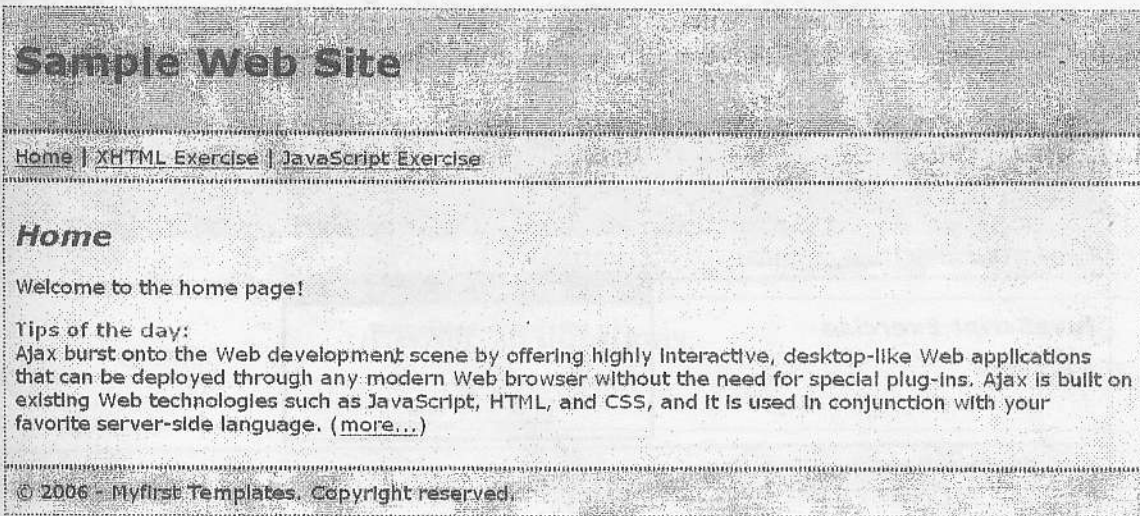 Sample Web Site
Home | XHTML Exercise | JavaScript Exercise
Home
Welcome to the home page!
Tips of the day:
Ajax burst onto the Web development scene by offering highly interactive, desktop-like Web applications
that can be deployed through any modern Web browser without the need for special plug-ins. Ajax is built on
existing Web technologies such as JavaScript, HTML, and CSS, and it is used in conjunction with your
favorite server-side language. (more...)
© 2006 - Myfirst Templates. Copyright reserved.